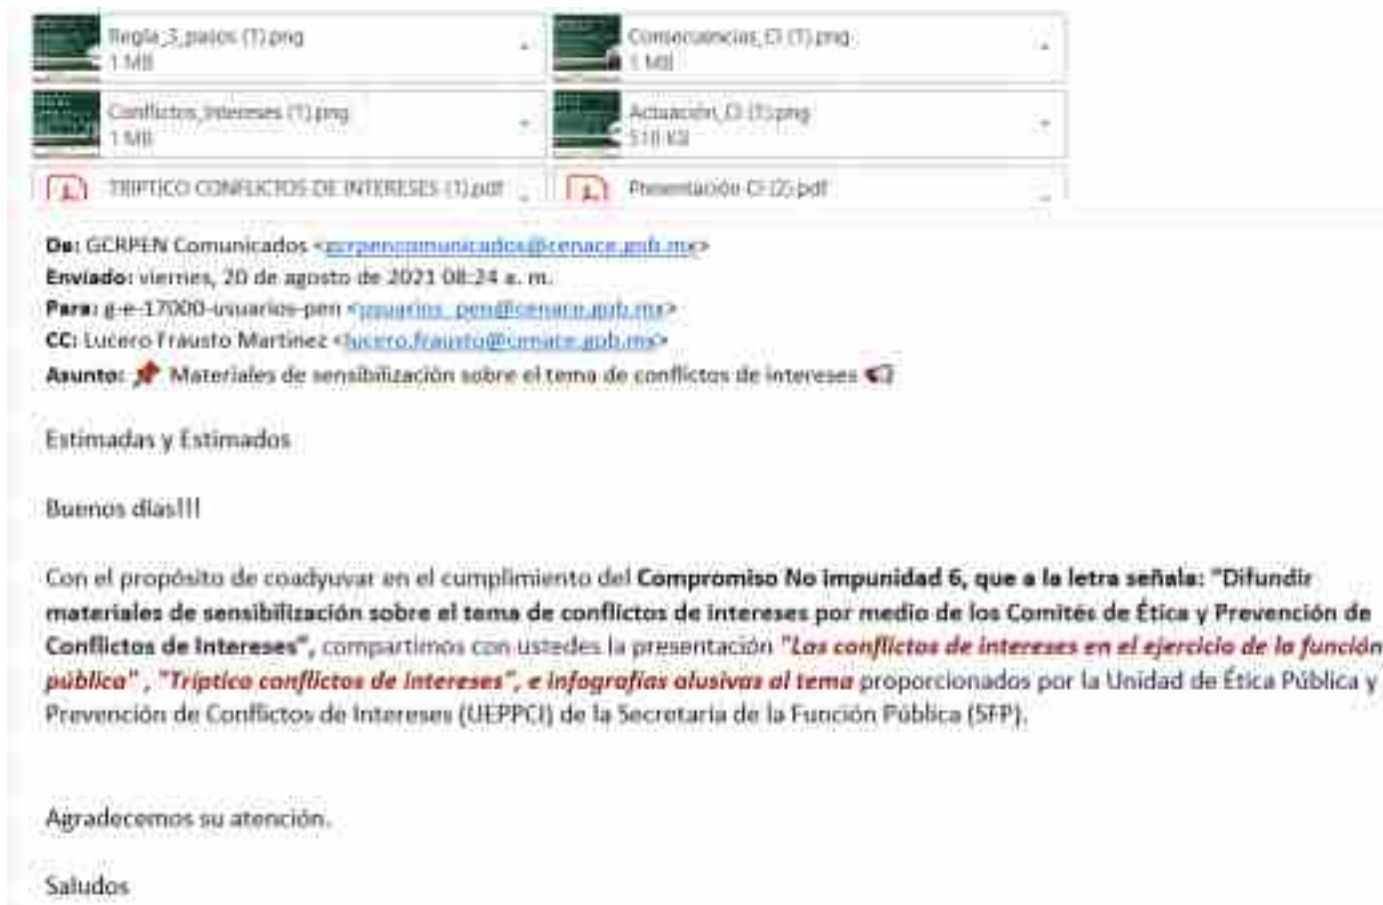 Regla_3_pasos (1).png
1 MB
Consecuencias_CI (1).png
1 MB
Conflictos_Intereses (1).png
1 MB
Actuación_CI (1).png
518 KB
TRIPTICO CONFLICTOS DE INTERESES (1).pdf
Presentación CI (2).pdf
De: GCRPEN Comunicados <gcrpencomunicados@cenace.gob.mx>
Enviado: viernes, 20 de agosto de 2021 08:24 a. m.
Para: g-e-17000-usuarios-pen <usuarios_pen@cenace.gob.mx>
CC: Lucero Frausto Martinez <lucero.frausto@cenace.gob.mx>
Asunto: 📌 Materiales de sensibilización sobre el tema de conflictos de intereses 📢
Estimadas y Estimados
Buenos días!!!
Con el propósito de coadyuvar en el cumplimiento del Compromiso No impunidad 6, que a la letra señala: "Difundir
materiales de sensibilización sobre el tema de conflictos de intereses por medio de los Comités de Ética y Prevención de
Conflictos de Intereses", compartimos con ustedes la presentación "Los conflictos de intereses en el ejercicio de la función
pública" , "Tríptico conflictos de intereses", e infografías alusivas al tema proporcionados por la Unidad de Ética Pública y
Prevención de Conflictos de Intereses (UEPPCI) de la Secretaría de la Función Pública (SFP).
Agradecemos su atención.
Saludos